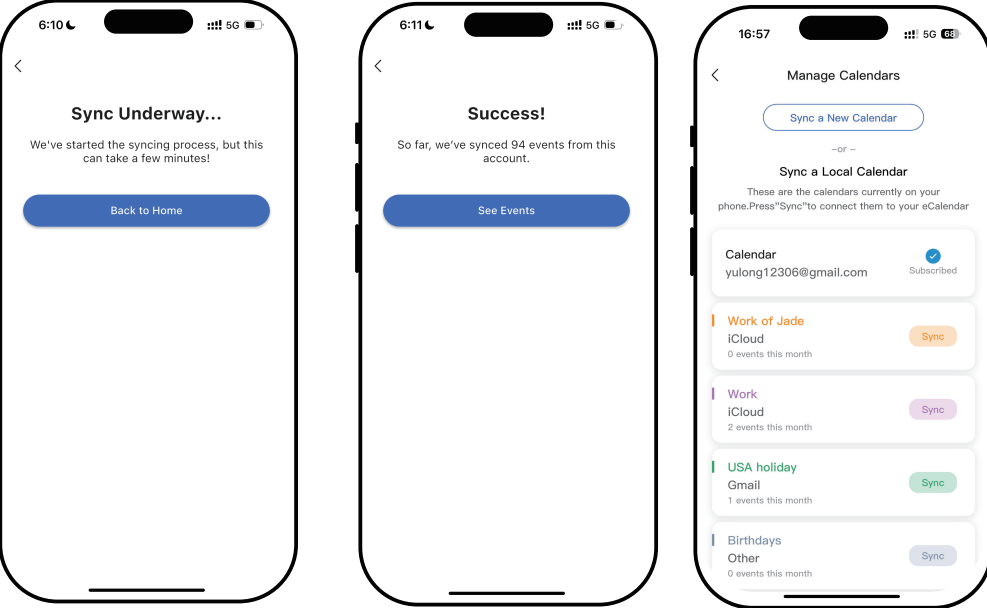 6:10
5G
Sync Underway...
We've started the syncing process, but this
can take a few minutes!
Back to Home
6:11
5G
Success!
So far, we've synced 94 events from this
account.
See Events
16:57
5G 68
Manage Calendars
Sync a New Calendar
–or –
Sync a Local Calendar
These are the calendars currently on your
phone.Press"Sync"to connect them to your eCalendar
Calendar
yulong12306@gmail.com
Subscribed
Work of Jade
iCloud
0 events this month
Sync
Work
iCloud
2 events this month
Sync
USA holiday
Gmail
1 events this month
Sync
Birthdays
Other
0 events this month
Sync